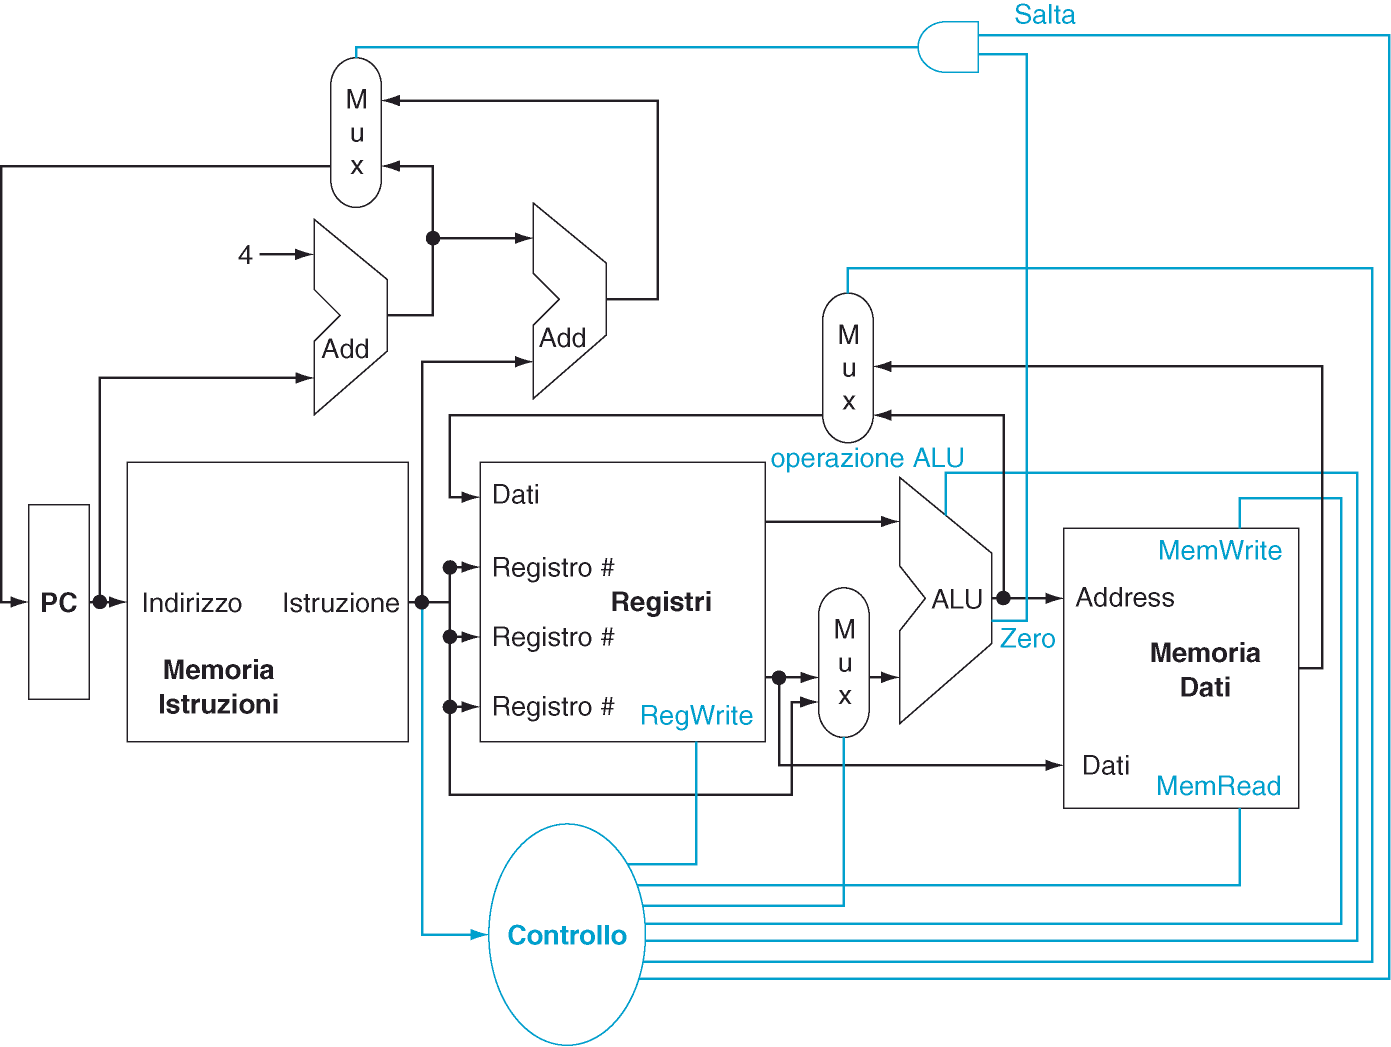 Salta
M
u
x
4
Add
Add
M
u
x
operazione ALU
Dati
Registro #
Registri
Registro #
Registro #
RegWrite
PC
Indirizzo
Istruzione
Memoria
Istruzioni
M
u
x
ALU
Zero
MemWrite
Address
Memoria
Dati
Dati
MemRead
Controllo